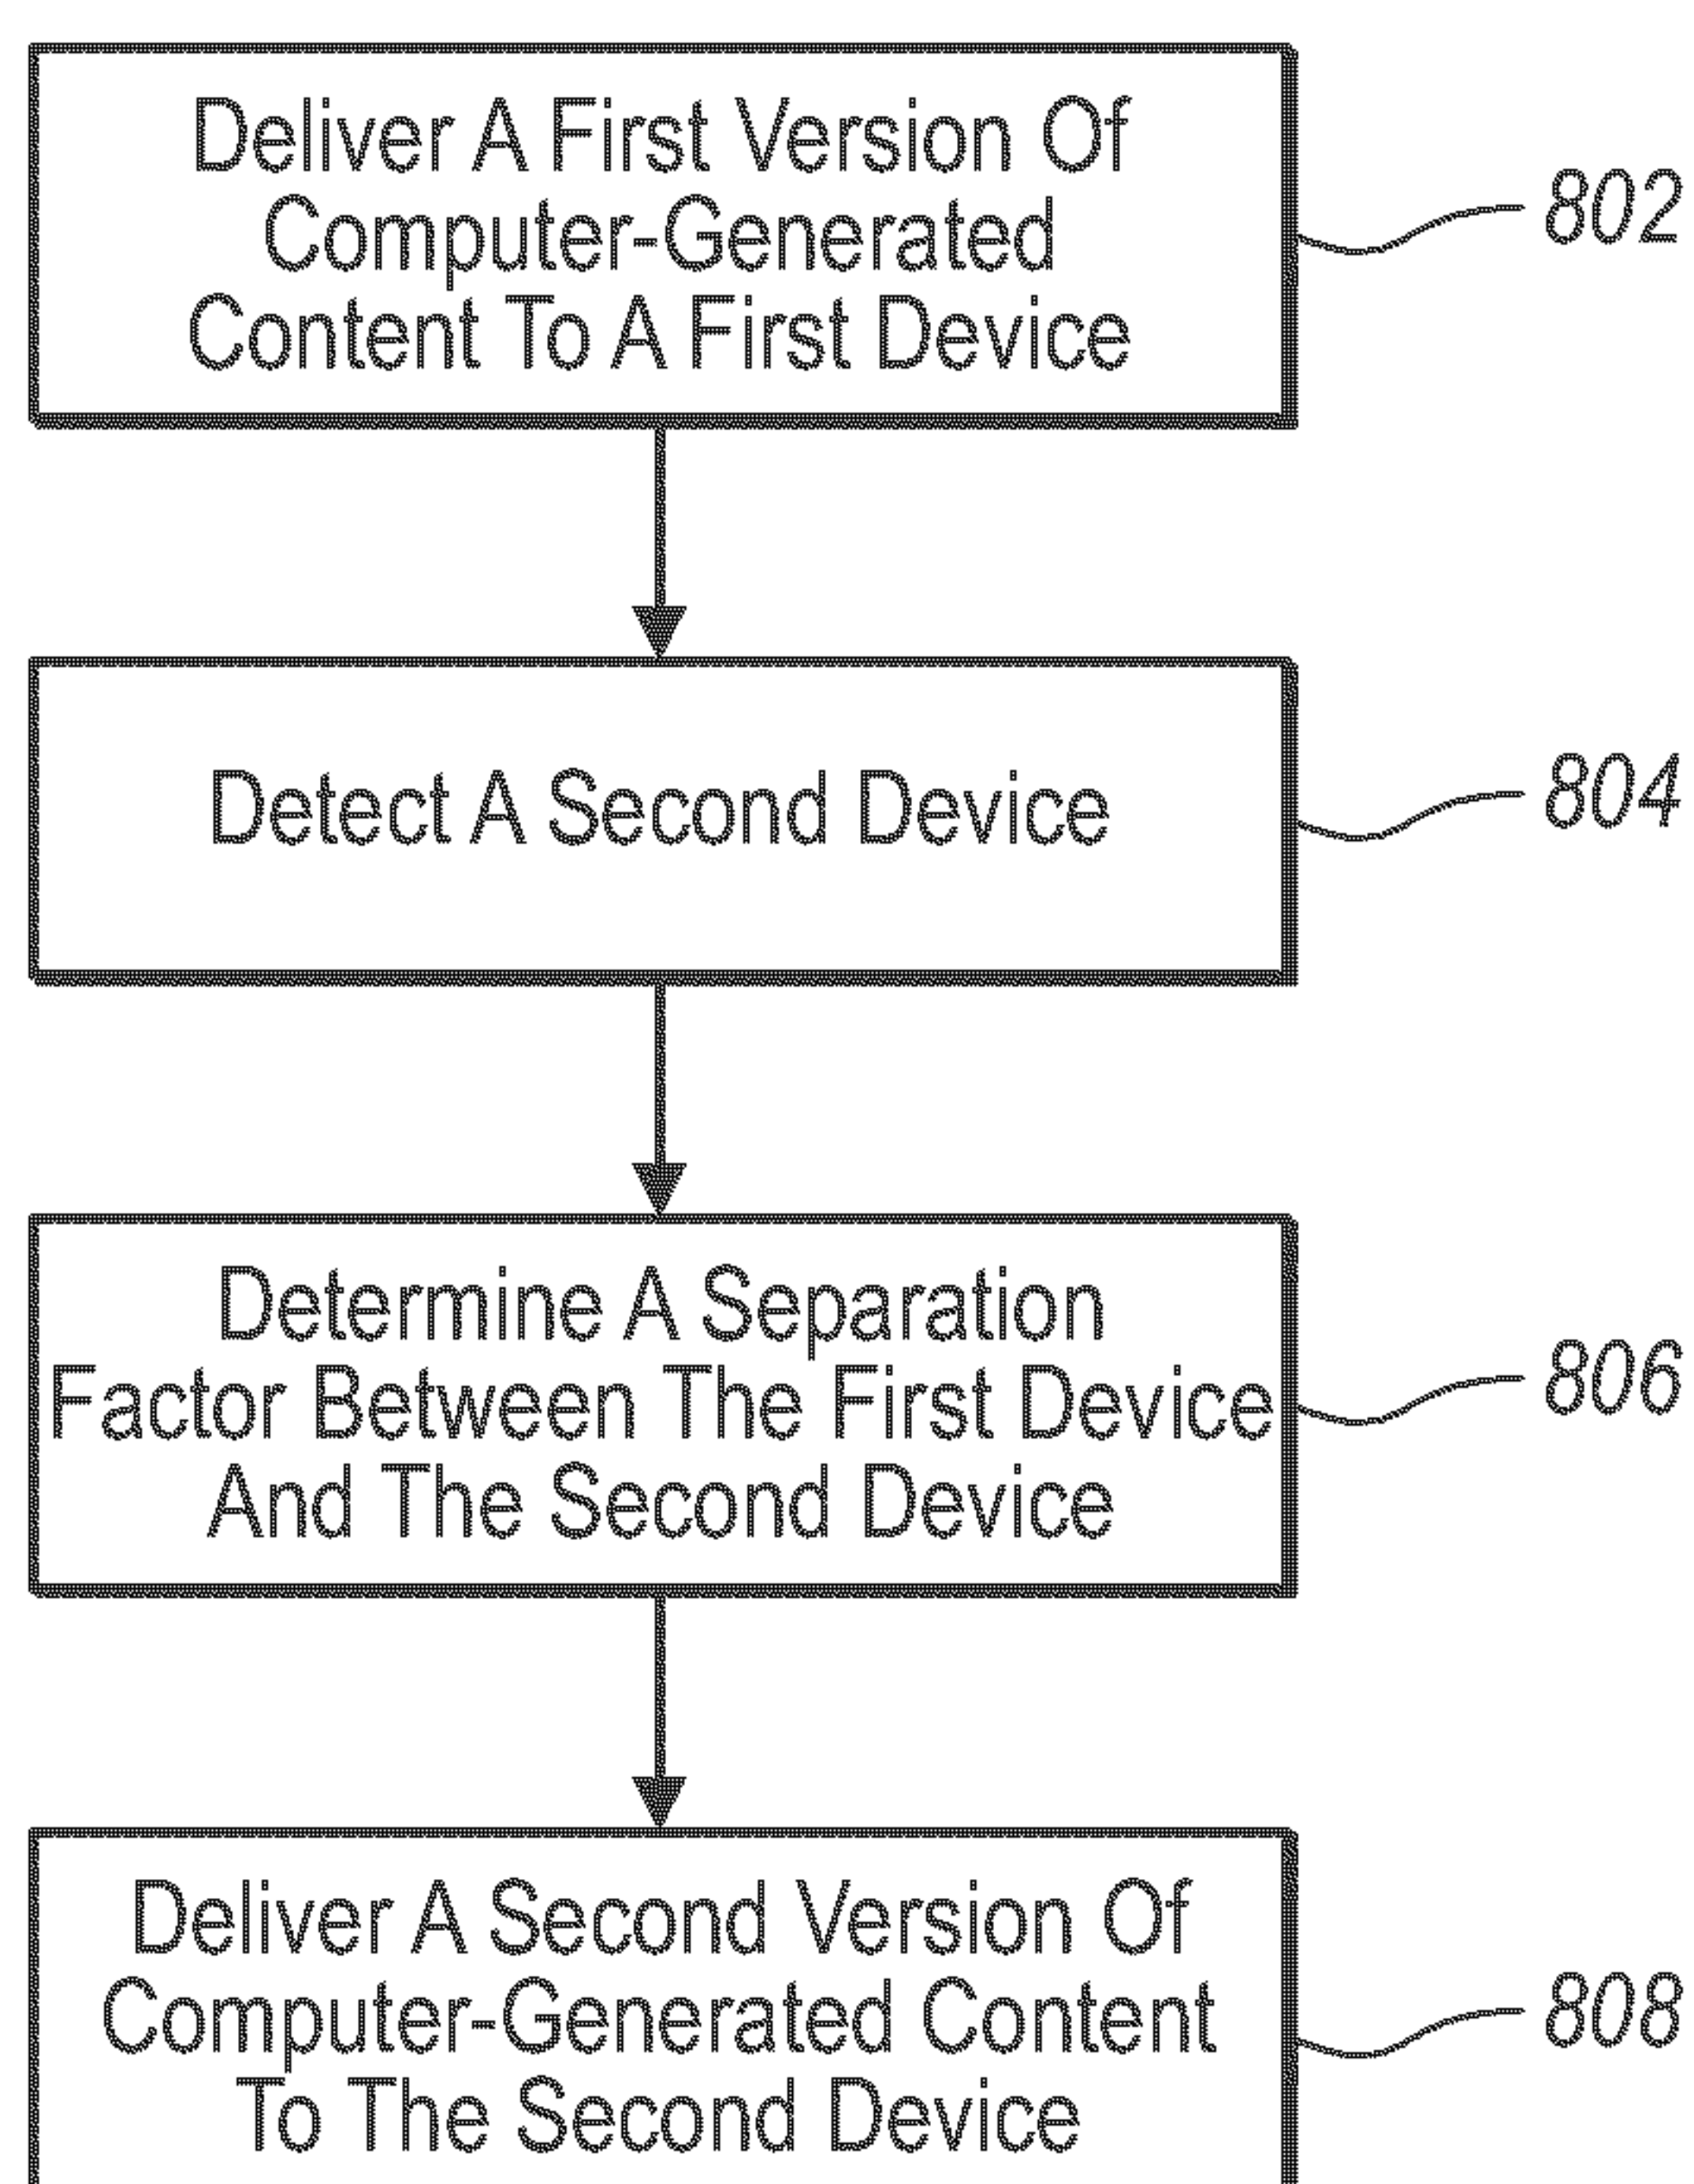 Deliver A First Version Of
Computer-Generated
Content To A First Device
802
Detect A Second Device
804
Determine A Separation
Factor Between The First Device
And The Second Device
806
Deliver A Second Version Of
Computer-Generated Content
To The Second Device
808